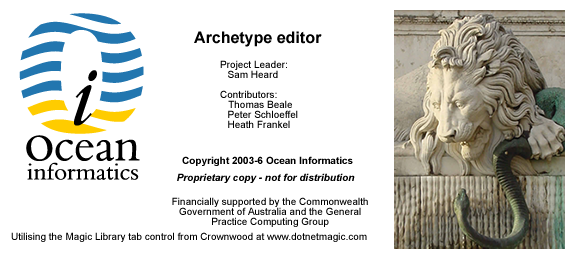 Ocean
informatics
Archetype editor
Project Leader:
Sam Heard
Contributors:
Thomas Beale
Peter Schloeffel
Heath Frankel
Copyright 2003-6 Ocean Informatics
Proprietary copy - not for distribution
Financially supported by the Commonwealth
Government of Australia and the General
Practice Computing Group
Utilising the Magic Library tab control from Crownwood at www.dotnetmagic.com